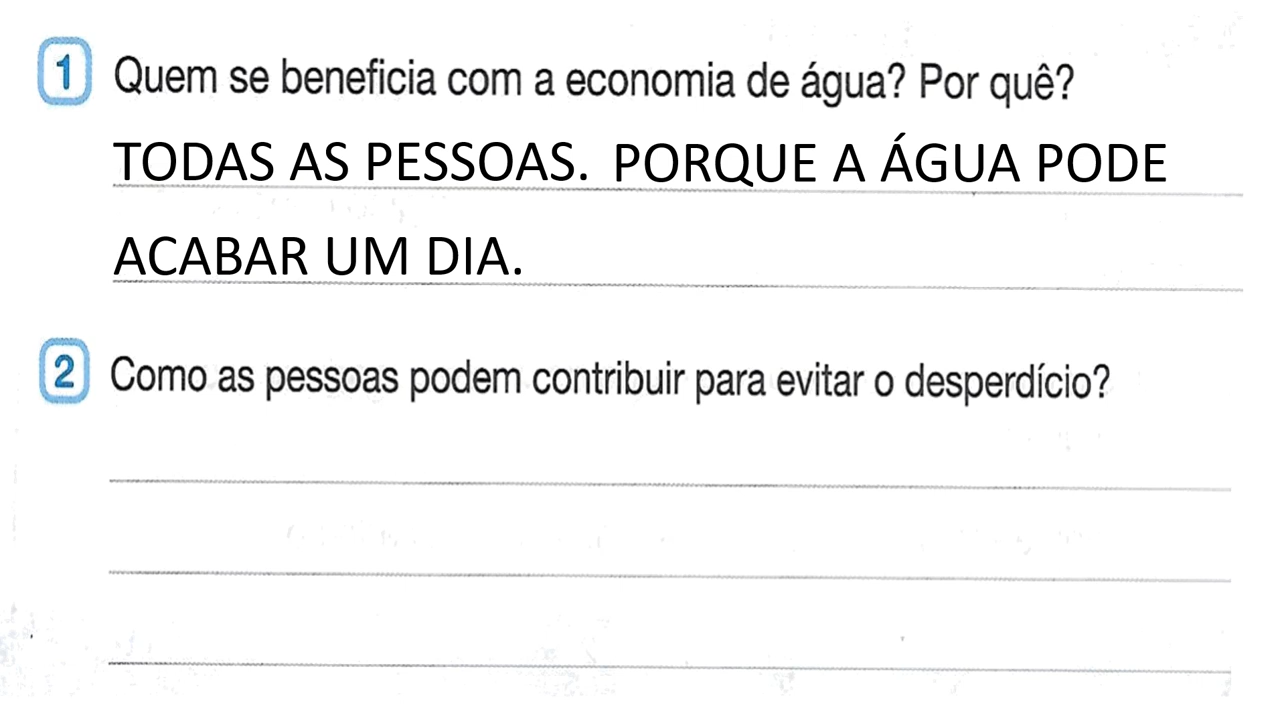 1 Quem se beneficia com a economia de água? Por quê?
TODAS AS PESSOAS. PORQUE A ÁGUA PODE
ACABAR UM DIA.
2 Como as pessoas podem contribuir para evitar o desperdício?